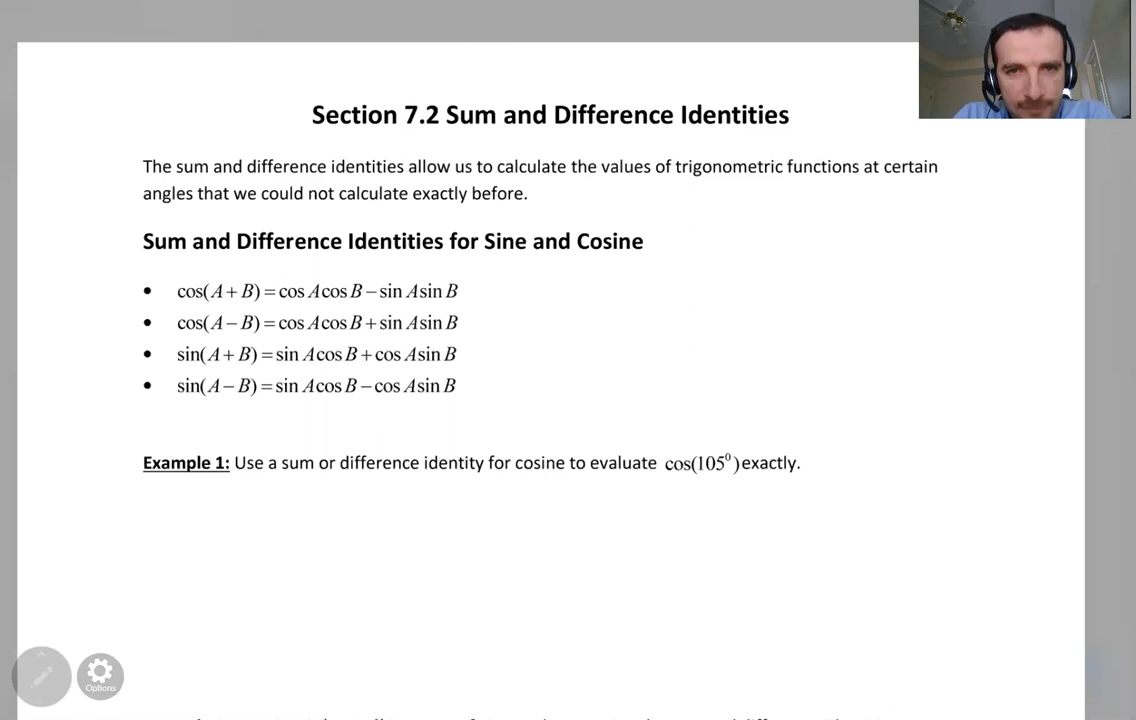 Section 7.2 Sum and Difference Identities
The sum and difference identities allow us to calculate the values of trigonometric functions at certain
angles that we could not calculate exactly before.
Sum and Difference Identities for Sine and Cosine
• cos(A + B) = cos A cos B − sin A sin B
• cos(A − B) = cos A cos B + sin A sin B
• sin(A + B) = sin A cos B + cos A sin B
• sin(A − B) = sin A cos B − cos A sin B
Example 1: Use a sum or difference identity for cosine to evaluate cos(105⁰) exactly.
Options